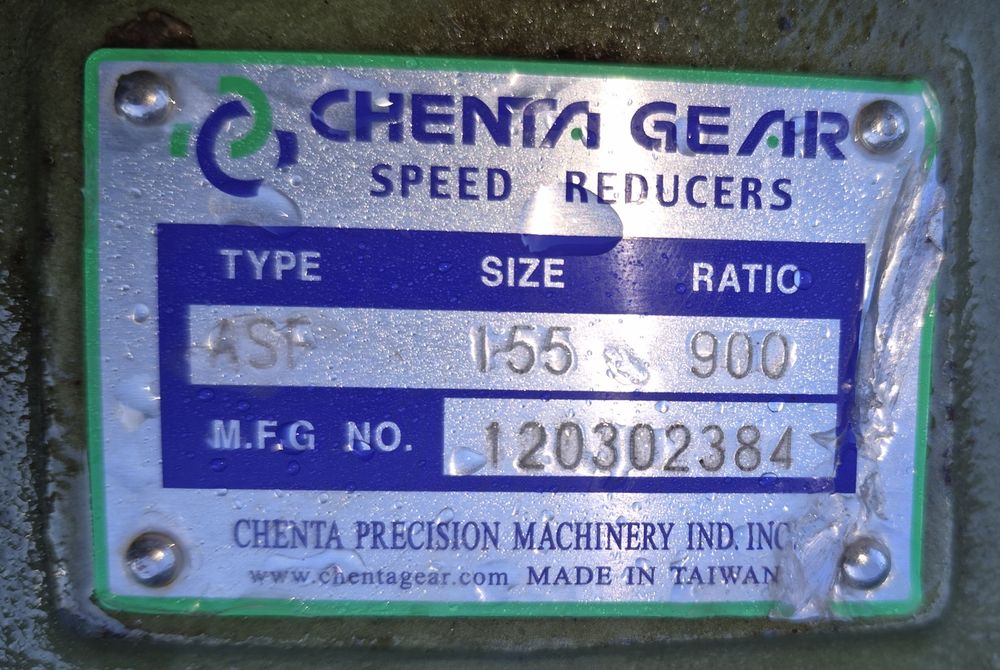 CHENTA GEAR
SPEED REDUCERS
TYPE SIZE RATIO
ASF 155 900
M.F.G NO. 120302384
CHENTA PRECISION MACHINERY IND. INC.
www.chentagear.com MADE IN TAIWAN